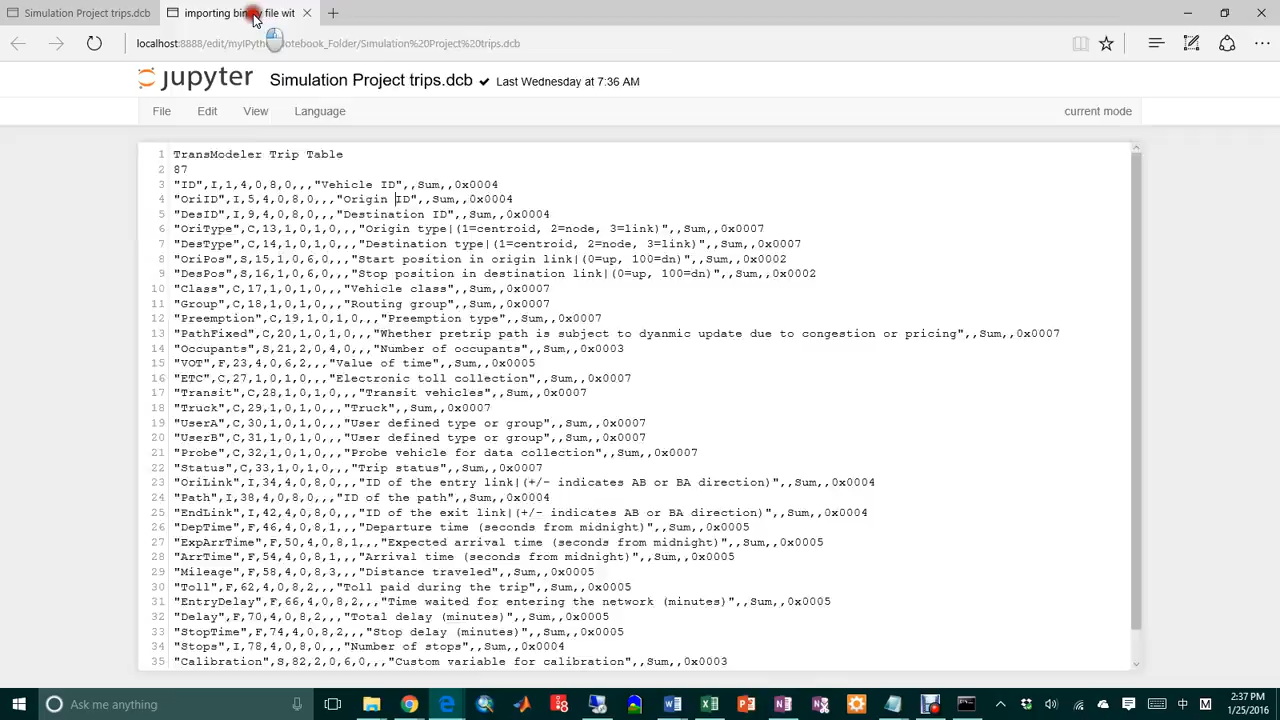 Simulation Project trips.dcb
importing binary file wit
localhost:8888/edit/myIPythonNotebook_Folder/Simulation%20Project%20trips.dcb
jupyter Simulation Project trips.dcb ✔ Last Wednesday at 7:36 AM
File Edit View Language current mode
1 TransModeler Trip Table
2 87
3 "ID",I,1,4,0,8,0,,,"Vehicle ID",,Sum,,0x0004
4 "OriID",I,5,4,0,8,0,,,"Origin ID",,Sum,,0x0004
5 "DesID",I,9,4,0,8,0,,,"Destination ID",,Sum,,0x0004
6 "OriType",C,13,1,0,1,0,,,"Origin type|(1=centroid, 2=node, 3=link)",,Sum,,0x0007
7 "DesType",C,14,1,0,1,0,,,"Destination type|(1=centroid, 2=node, 3=link)",,Sum,,0x0007
8 "OriPos",S,15,1,0,6,0,,,"Start position in origin link|(0=up, 100=dn)",,Sum,,0x0002
9 "DesPos",S,16,1,0,6,0,,,"Stop position in destination link|(0=up, 100=dn)",,Sum,,0x0002
10 "Class",C,17,1,0,1,0,,,"Vehicle class",,Sum,,0x0007
11 "Group",C,18,1,0,1,0,,,"Routing group",,Sum,,0x0007
12 "Preemption",C,19,1,0,1,0,,,"Preemption type",,Sum,,0x0007
13 "PathFixed",C,20,1,0,1,0,,,"Whether pretrip path is subject to dyanmic update due to congestion or pricing",,Sum,,0x0007
14 "Occupants",S,21,2,0,4,0,,,"Number of occupants",,Sum,,0x0003
15 "VOT",F,23,4,0,6,2,,,"Value of time",,Sum,,0x0005
16 "ETC",C,27,1,0,1,0,,,"Electronic toll collection",,Sum,,0x0007
17 "Transit",C,28,1,0,1,0,,,"Transit vehicles",,Sum,,0x0007
18 "Truck",C,29,1,0,1,0,,,"Truck",,Sum,,0x0007
19 "UserA",C,30,1,0,1,0,,,"User defined type or group",,Sum,,0x0007
20 "UserB",C,31,1,0,1,0,,,"User defined type or group",,Sum,,0x0007
21 "Probe",C,32,1,0,1,0,,,"Probe vehicle for data collection",,Sum,,0x0007
22 "Status",C,33,1,0,1,0,,,"Trip status",,Sum,,0x0007
23 "OriLink",I,34,4,0,8,0,,,"ID of the entry link|(+/- indicates AB or BA direction)",,Sum,,0x0004
24 "Path",I,38,4,0,8,0,,,"ID of the path",,Sum,,0x0004
25 "EndLink",I,42,4,0,8,0,,,"ID of the exit link|(+/- indicates AB or BA direction)",,Sum,,0x0004
26 "DepTime",F,46,4,0,8,1,,,"Departure time (seconds from midnight)",,Sum,,0x0005
27 "ExpArrTime",F,50,4,0,8,1,,,"Expected arrival time (seconds from midnight)",,Sum,,0x0005
28 "ArrTime",F,54,4,0,8,1,,,"Arrival time (seconds from midnight)",,Sum,,0x0005
29 "Mileage",F,58,4,0,8,3,,,"Distance traveled",,Sum,,0x0005
30 "Toll",F,62,4,0,8,2,,,"Toll paid during the trip",,Sum,,0x0005
31 "EntryDelay",F,66,4,0,8,2,,,"Time waited for entering the network (minutes)",,Sum,,0x0005
32 "Delay",F,70,4,0,8,2,,,"Total delay (minutes)",,Sum,,0x0005
33 "StopTime",F,74,4,0,8,2,,,"Stop delay (minutes)",,Sum,,0x0005
34 "Stops",I,78,4,0,8,0,,,"Number of stops",,Sum,,0x0004
35 "Calibration",S,82,2,0,6,0,,,"Custom variable for calibration",,Sum,,0x0003
Ask me anything
中 M
2:37 PM
1/25/2016